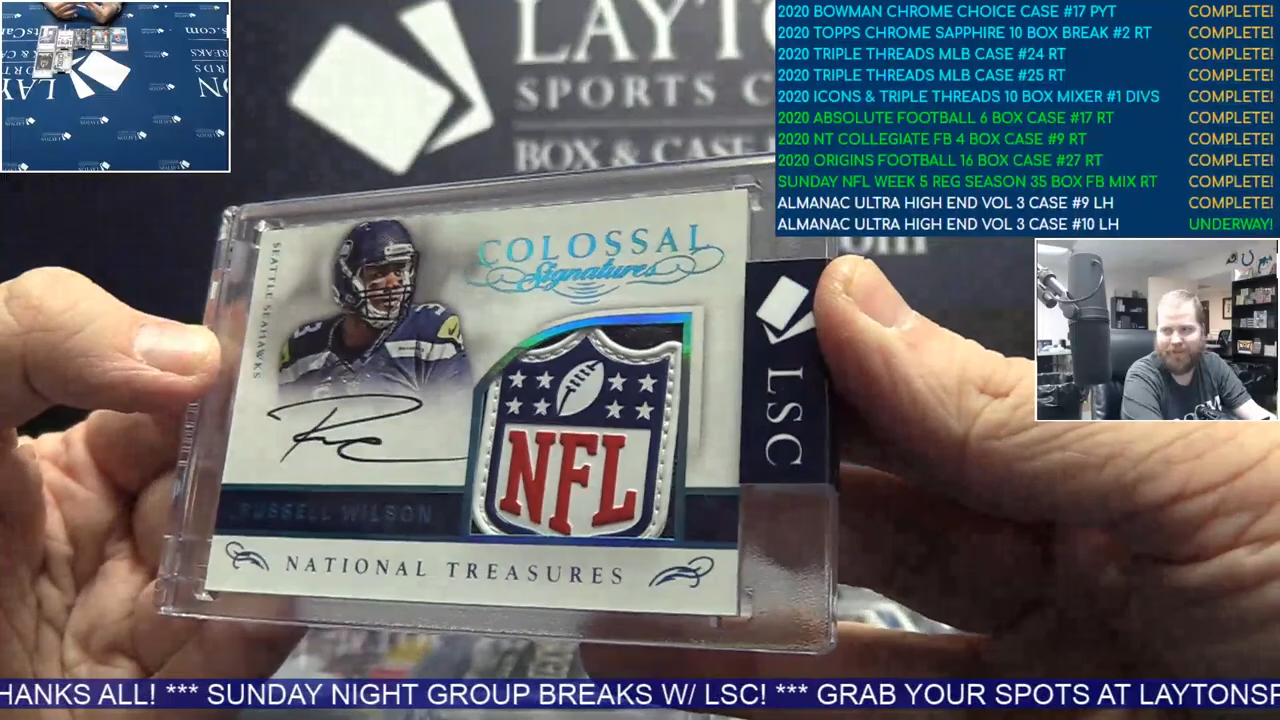 2020 BOWMAN CHROME CHOICE CASE #17 PYT COMPLETE!
2020 TOPPS CHROME SAPPHIRE 10 BOX BREAK #2 RT COMPLETE!
2020 TRIPLE THREADS MLB CASE #24 RT COMPLETE!
2020 TRIPLE THREADS MLB CASE #25 RT COMPLETE!
2020 ICONS & TRIPLE THREADS 10 BOX MIXER #1 DIVS COMPLETE!
2020 ABSOLUTE FOOTBALL 6 BOX CASE #17 RT COMPLETE!
2020 NT COLLEGIATE FB 4 BOX CASE #9 RT COMPLETE!
2020 ORIGINS FOOTBALL 16 BOX CASE #27 RT COMPLETE!
SUNDAY NFL WEEK 5 REG SEASON 35 BOX FB MIX RT COMPLETE!
ALMANAC ULTRA HIGH END VOL 3 CASE #9 LH COMPLETE!
ALMANAC ULTRA HIGH END VOL 3 CASE #10 LH UNDERWAY!
LAYT
SPORTS C
BOX & CASE
SEATTLE SEAHAWKS
COLOSSAL
Signatures
3
NFL
RUSSELL WILSON
NATIONAL TREASURES
LSC
HANKS ALL! *** SUNDAY NIGHT GROUP BREAKS W/ LSC! *** GRAB YOUR SPOTS AT LAYTONSP